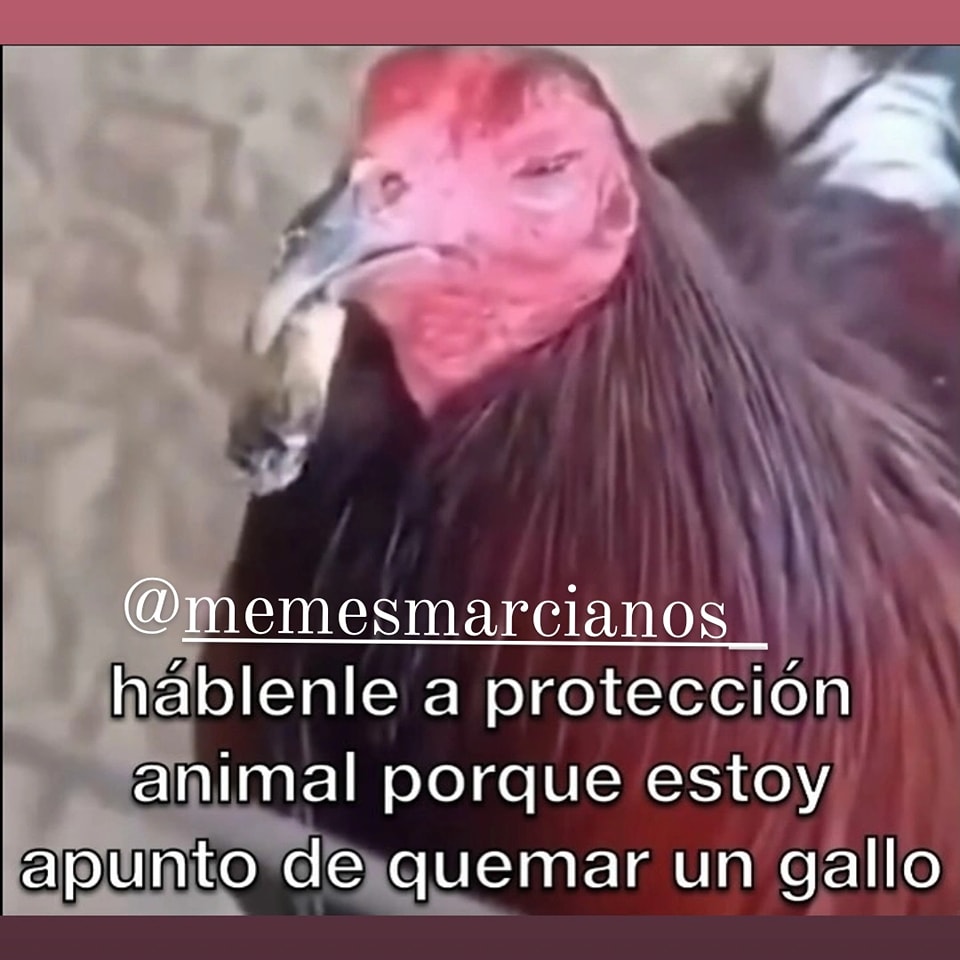 @memesmarcianos_
háblenle a protección
animal porque estoy
apunto de quemar un gallo